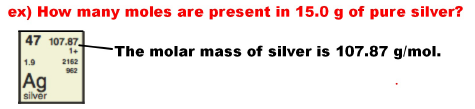 ex) How many moles are present in 15.0 g of pure silver?
47 107.87
1+
1.9 2162
962
Ag
silver
The molar mass of silver is 107.87 g/mol.